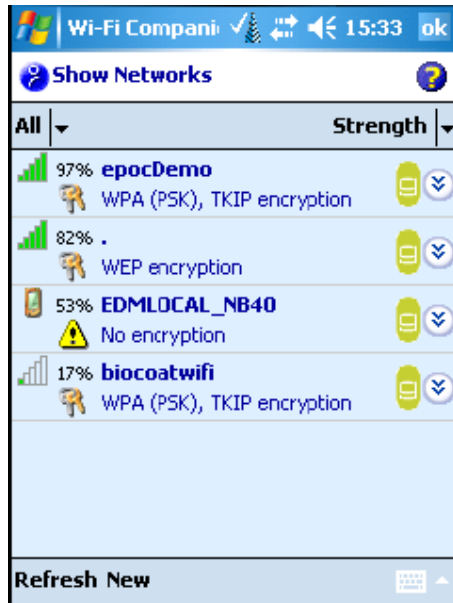 Wi-Fi Compani 15:33 ok
Show Networks ?
All Strength
97% epocDemo
WPA (PSK), TKIP encryption
82% .
WEP encryption
53% EDMLOCAL_NB40
No encryption
17% biocoatwifi
WPA (PSK), TKIP encryption
Refresh New